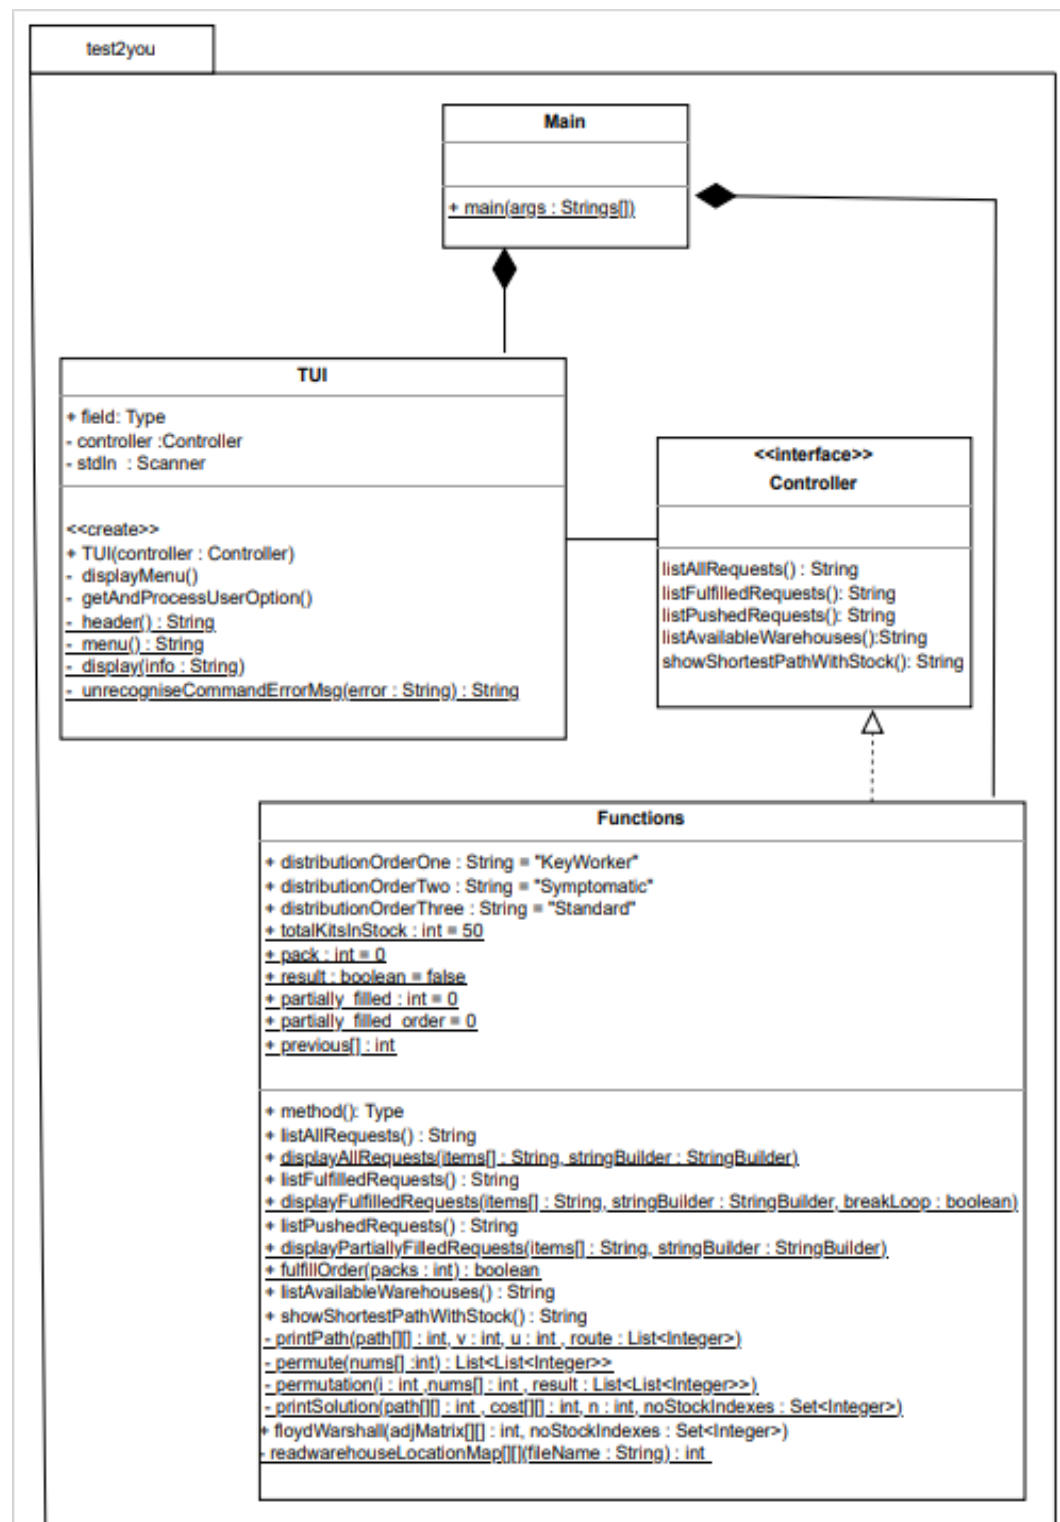 test2you
Main
+ main(args : Strings[])
TUI
+ field: Type
- controller :Controller
- stdIn : Scanner
<<create>>
+ TUI(controller : Controller)
- displayMenu()
- getAndProcessUserOption()
- header() : String
- menu() : String
- display(info : String)
- unrecogniseCommandErrorMsg(error : String) : String
<<interface>>
Controller
listAllRequests() : String
listFulfilledRequests(): String
listPushedRequests(): String
listAvailableWarehouses():String
showShortestPathWithStock(): String
Functions
+ distributionOrderOne : String = "KeyWorker"
+ distributionOrderTwo : String = "Symptomatic"
+ distributionOrderThree : String = "Standard"
+ totalKitsInStock : int = 50
+ pack : int = 0
+ result : boolean = false
+ partially_filled : int = 0
+ partially_filled_order = 0
+ previous[] : int
+ method(): Type
+ listAllRequests() : String
+ displayAllRequests(items[] : String, stringBuilder : StringBuilder)
+ listFulfilledRequests() : String
+ displayFulfilledRequests(items[] : String, stringBuilder : StringBuilder, breakLoop : boolean)
+ listPushedRequests() : String
+ displayPartiallyFilledRequests(items[] : String, stringBuilder : StringBuilder)
+ fulfillOrder(packs : int) : boolean
+ listAvailableWarehouses() : String
+ showShortestPathWithStock() : String
- printPath(path[][] : int, v : int, u : int , route : List<Integer>)
- permute(nums[] :int) : List<List<Integer>>
- permutation(i : int ,nums[] : int , result : List<List<Integer>>)
- printSolution(path[][] : int , cost[][] : int, n : int, noStockIndexes : Set<Integer>)
+ floydWarshall(adjMatrix[][] : int, noStockIndexes : Set<Integer>)
- readwarehouseLocationMap[][](fileName : String) : int